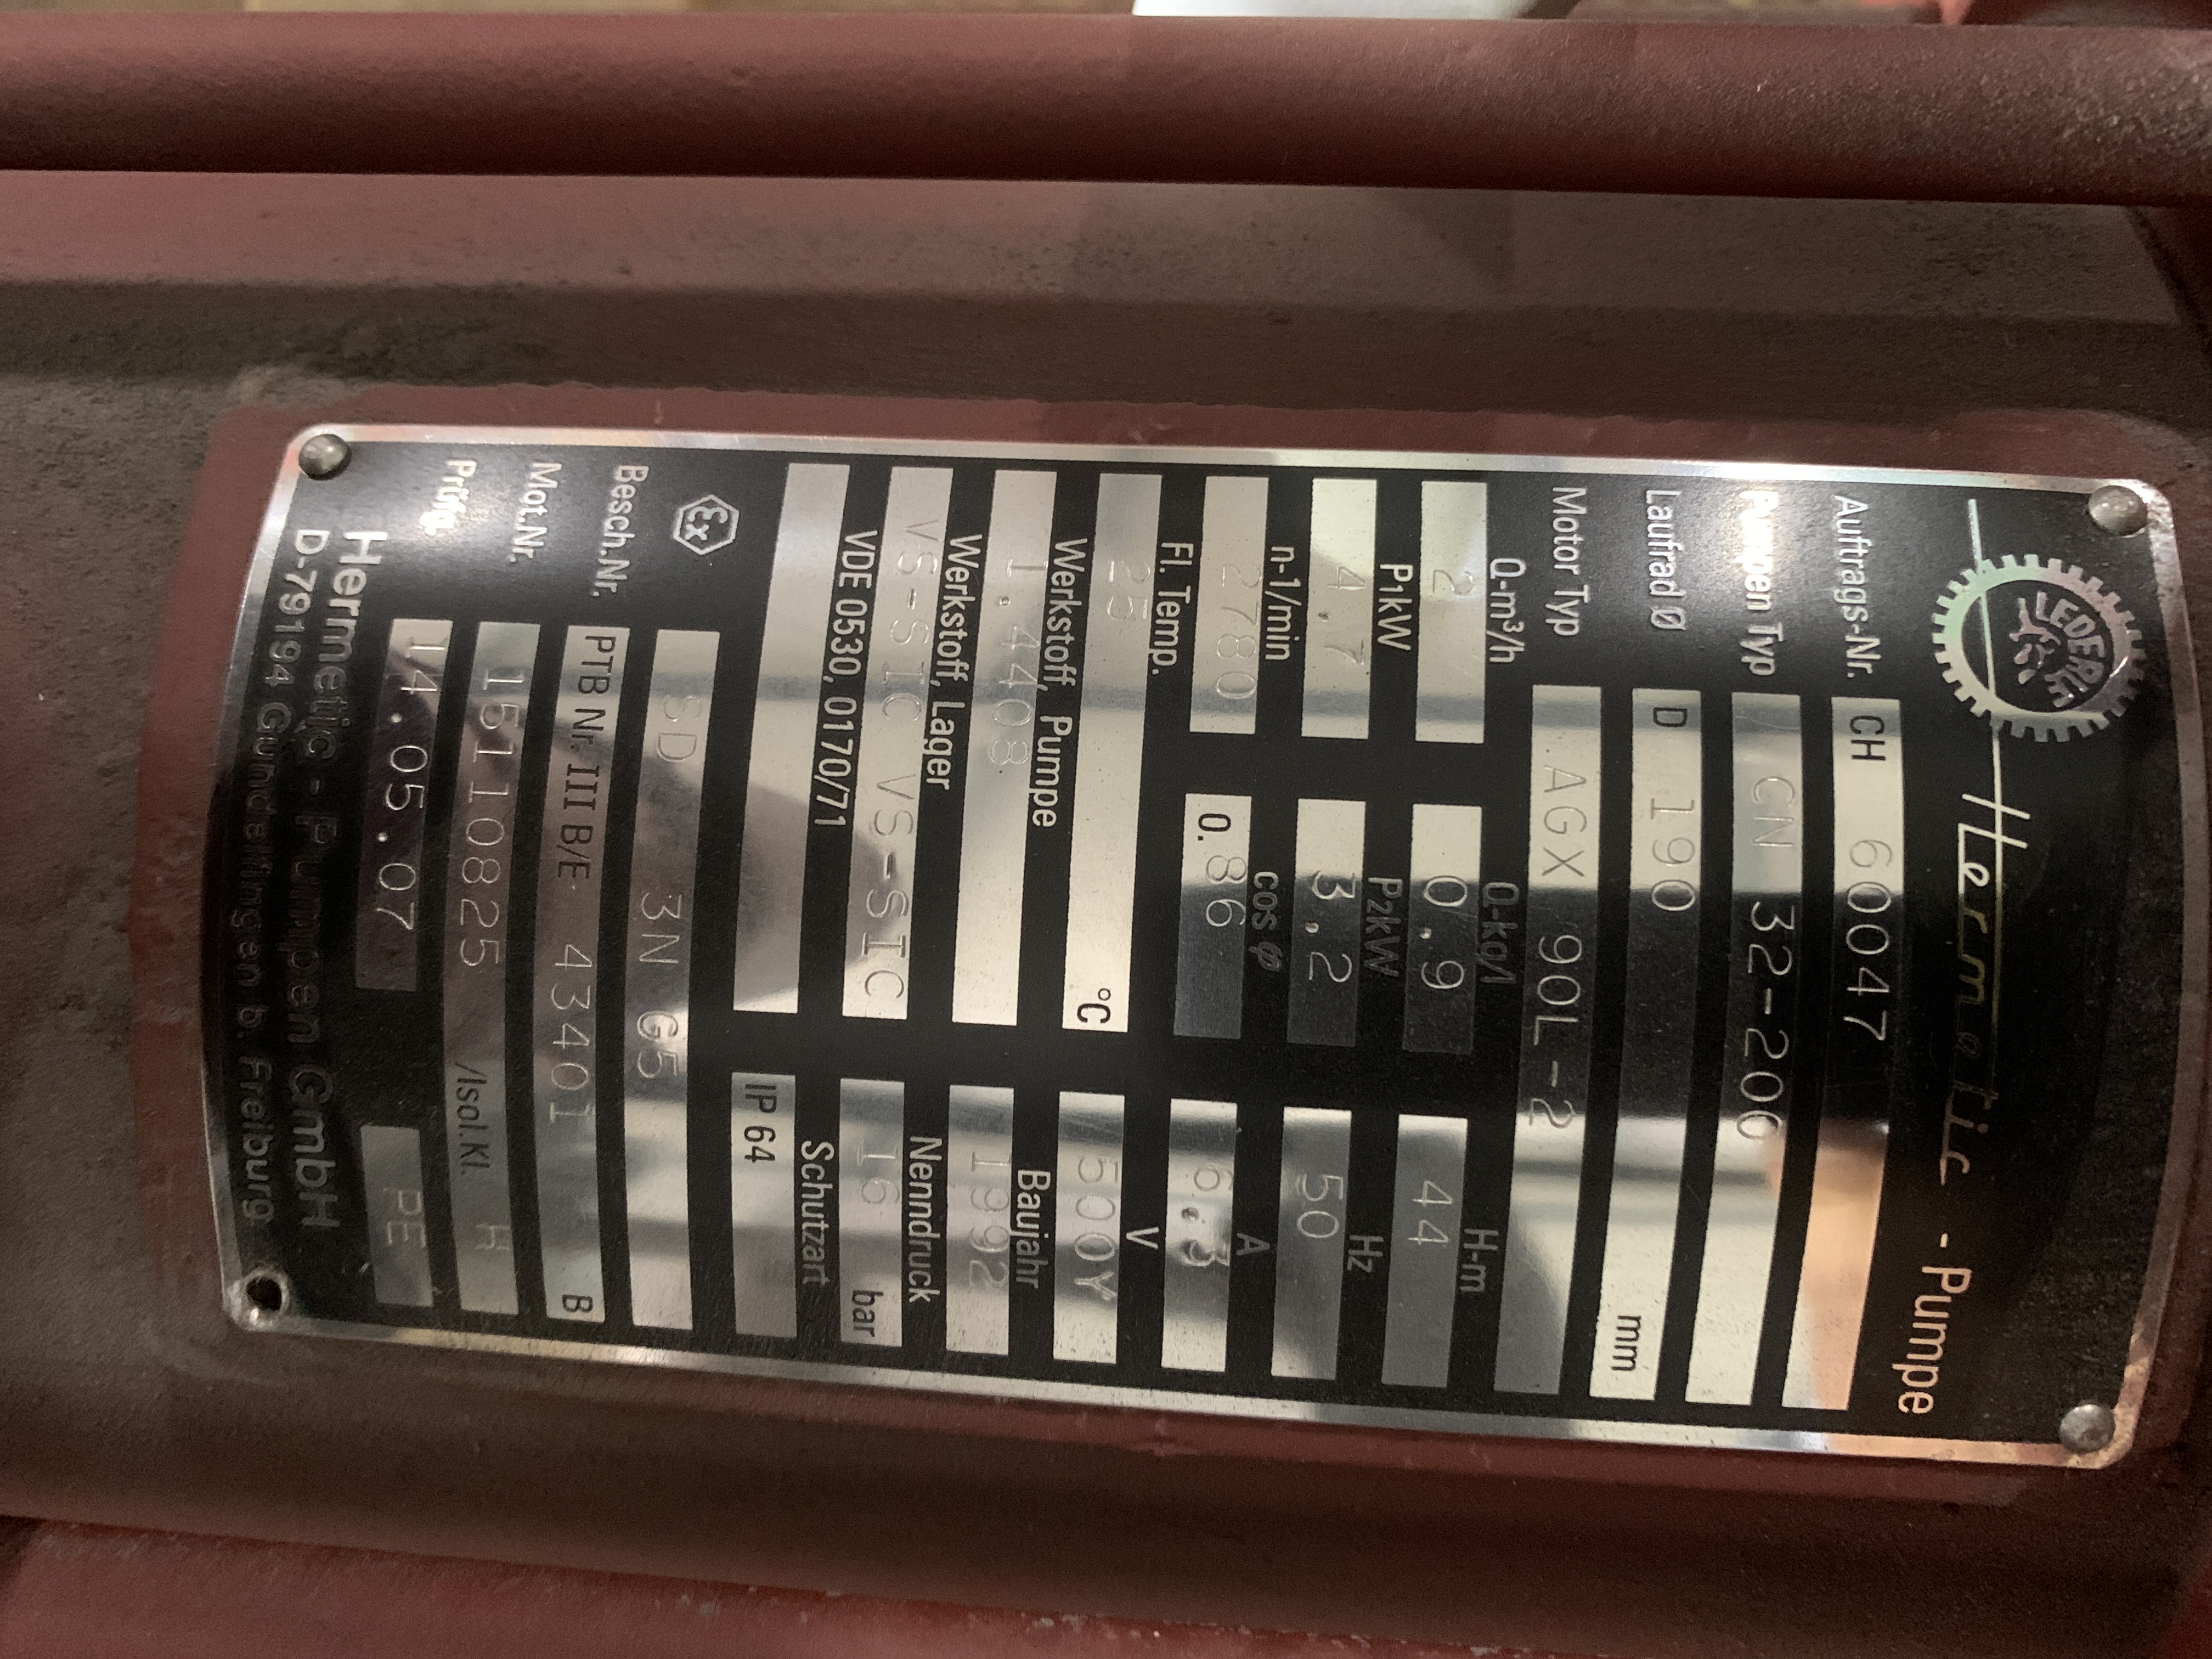 LEDERLE
Hermetic - Pumpe
Auftrags-Nr. CH 60047
Pumpen Typ CN 32-200
Laufrad Ø D 190 mm
Motor Typ AGX 90L-2
Q-m³/h Q-kg/l H-m
2 0.9 44
P1kW P2kW Hz
4.7 3.2 50
n-1/min cos φ A
2780 0.86 6.3
Fl. Temp. V
25 °C 500Y
Werkstoff, Pumpe Baujahr
1.4408 1992
Werkstoff, Lager Nenndruck
VS-SIC VS-SIC 16 bar
VDE 0530, 0170/71 Schutzart
IP 64
Ex SD 3N G5
Besch.Nr. PTB Nr. III B/E 43401 B
Mot.Nr. 15110825 /Isol.Kl. H
Prüfg. 14.05.07 PE
Hermetic - Pumpen GmbH
D-79194 Gundelfingen b. Freiburg